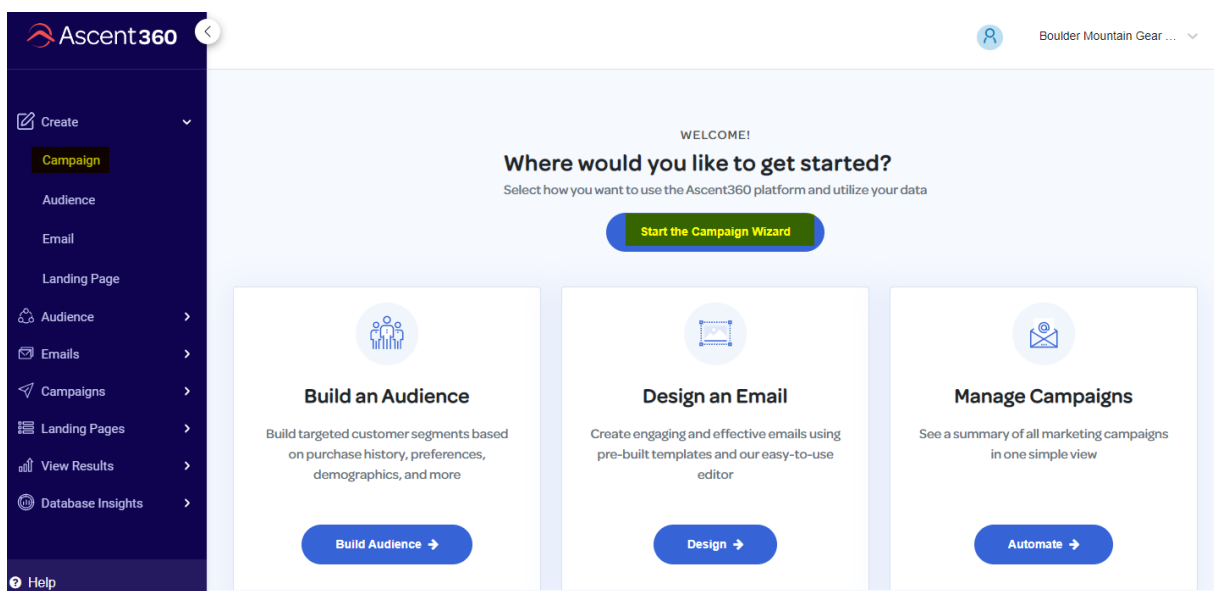 Ascent360
Boulder Mountain Gear ...
Create
Campaign
Audience
Email
Landing Page
Audience
Emails
Campaigns
Landing Pages
View Results
Database Insights
Help
WELCOME!
Where would you like to get started?
Select how you want to use the Ascent360 platform and utilize your data
Start the Campaign Wizard
Build an Audience
Build targeted customer segments based
on purchase history, preferences,
demographics, and more
Build Audience
Design an Email
Create engaging and effective emails using
pre-built templates and our easy-to-use
editor
Design
Manage Campaigns
See a summary of all marketing campaigns
in one simple view
Automate